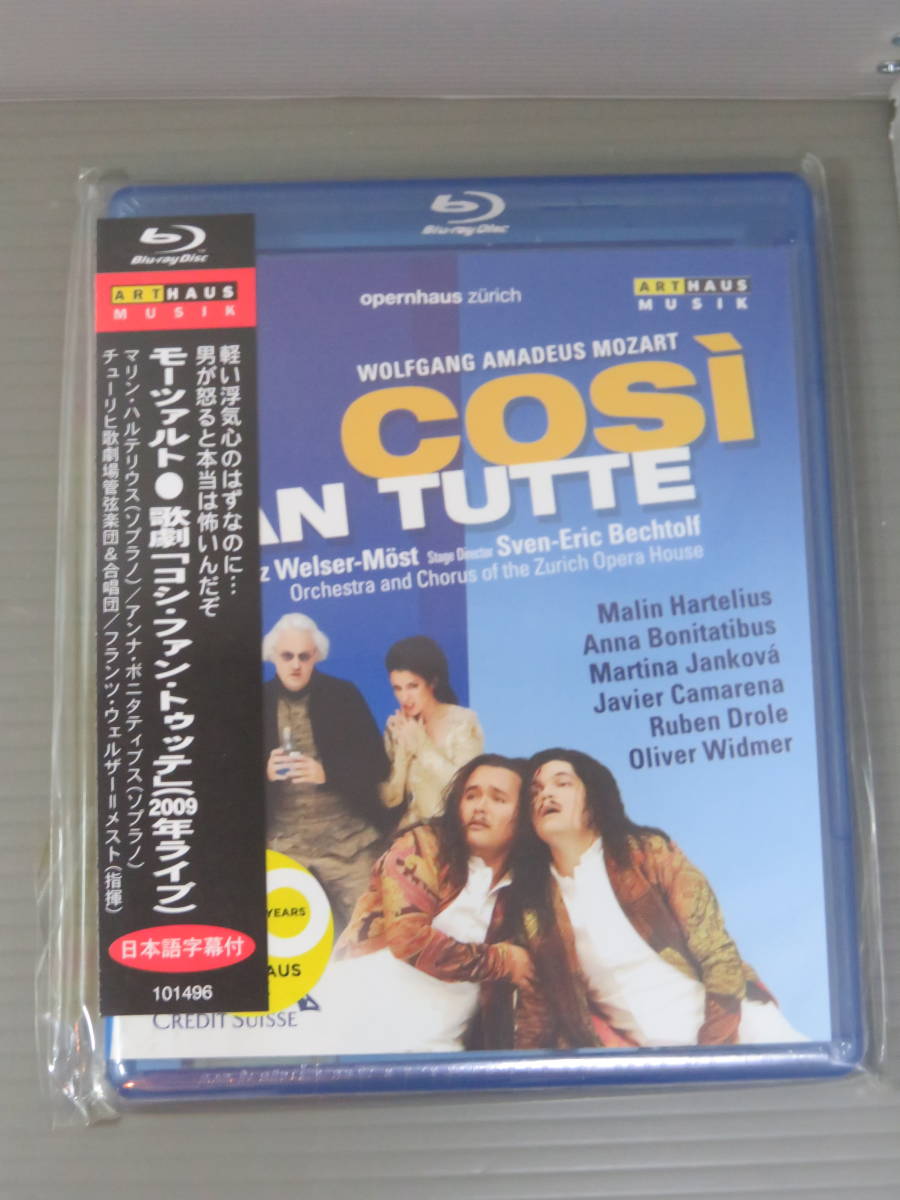 Blu-ray Disc
Blu-ray Disc
ARTHAUS
MUSIK
軽い浮気心のはずなのに…
男が怒ると本当は怖いんだぞ
モーツァルト●歌劇「コシ・ファン・トゥッテ」(2009年ライブ)
マリン・ハルテリウス(ソプラノ)/アンナ・ボニタティブス(ソプラノ)
チューリヒ歌劇場管弦楽団&合唱団/フランツ・ウェルザー=メスト(指揮)
日本語字幕付
101496
opernhaus zürich
ARTHAUS
MUSIK
WOLFGANG AMADEUS MOZART
COSÌ
AN TUTTE
z Welser-Möst Stage Director Sven-Eric Bechtolf
Orchestra and Chorus of the Zurich Opera House
Malin Hartelius
Anna Bonitatibus
Martina Janková
Javier Camarena
Ruben Drole
Oliver Widmer
YEARS
AUS
CREDIT SUISSE